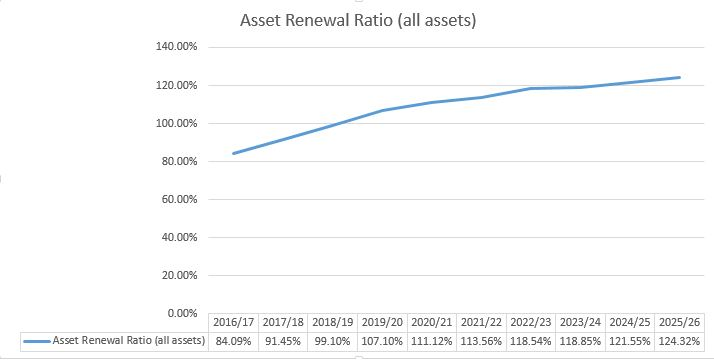 Asset Renewal Ratio (all assets)
140.00%
120.00%
100.00%
80.00%
60.00%
40.00%
20.00%
0.00%
2016/17 2017/18 2018/19 2019/20 2020/21 2021/22 2022/23 2023/24 2024/25 2025/26
Asset Renewal Ratio (all assets) 84.09% 91.45% 99.10% 107.10% 111.12% 113.56% 118.54% 118.85% 121.55% 124.32%